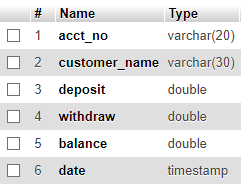 # Name Type
1 acct_no varchar(20)
2 customer_name varchar(30)
3 deposit double
4 withdraw double
5 balance double
6 date timestamp